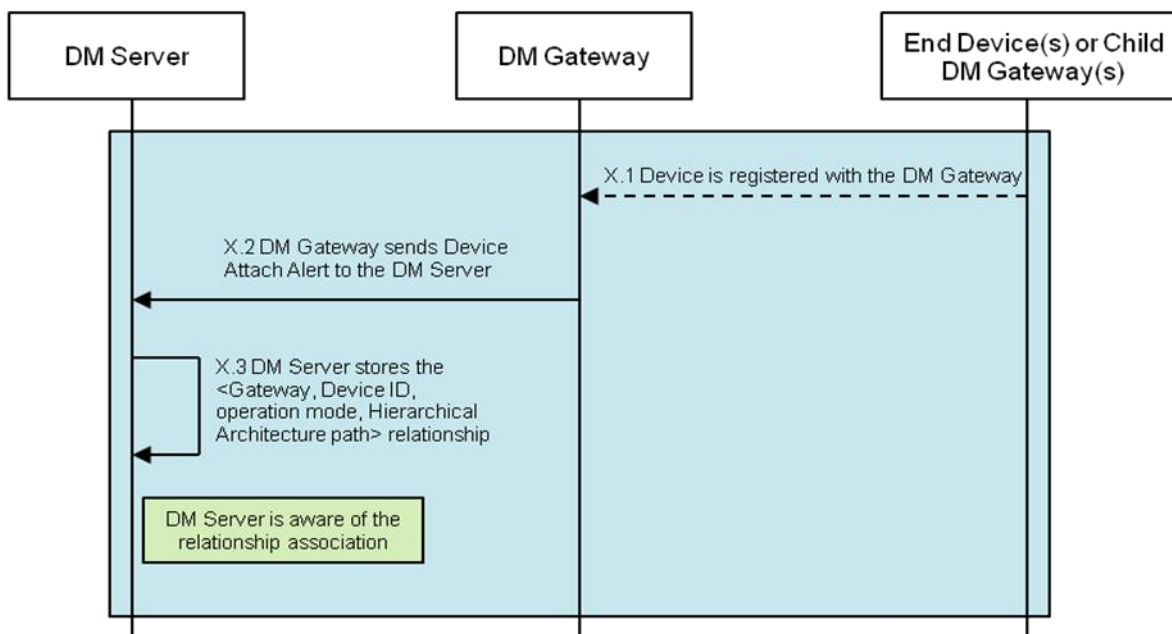 DM Server
DM Gateway
End Device(s) or Child
DM Gateway(s)
X.1 Device is registered with the DM Gateway
X.2 DM Gateway sends Device
Attach Alert to the DM Server
X.3 DM Server stores the
<Gateway, Device ID,
operation mode, Hierarchical
Architecture path> relationship
DM Server is aware of the
relationship association